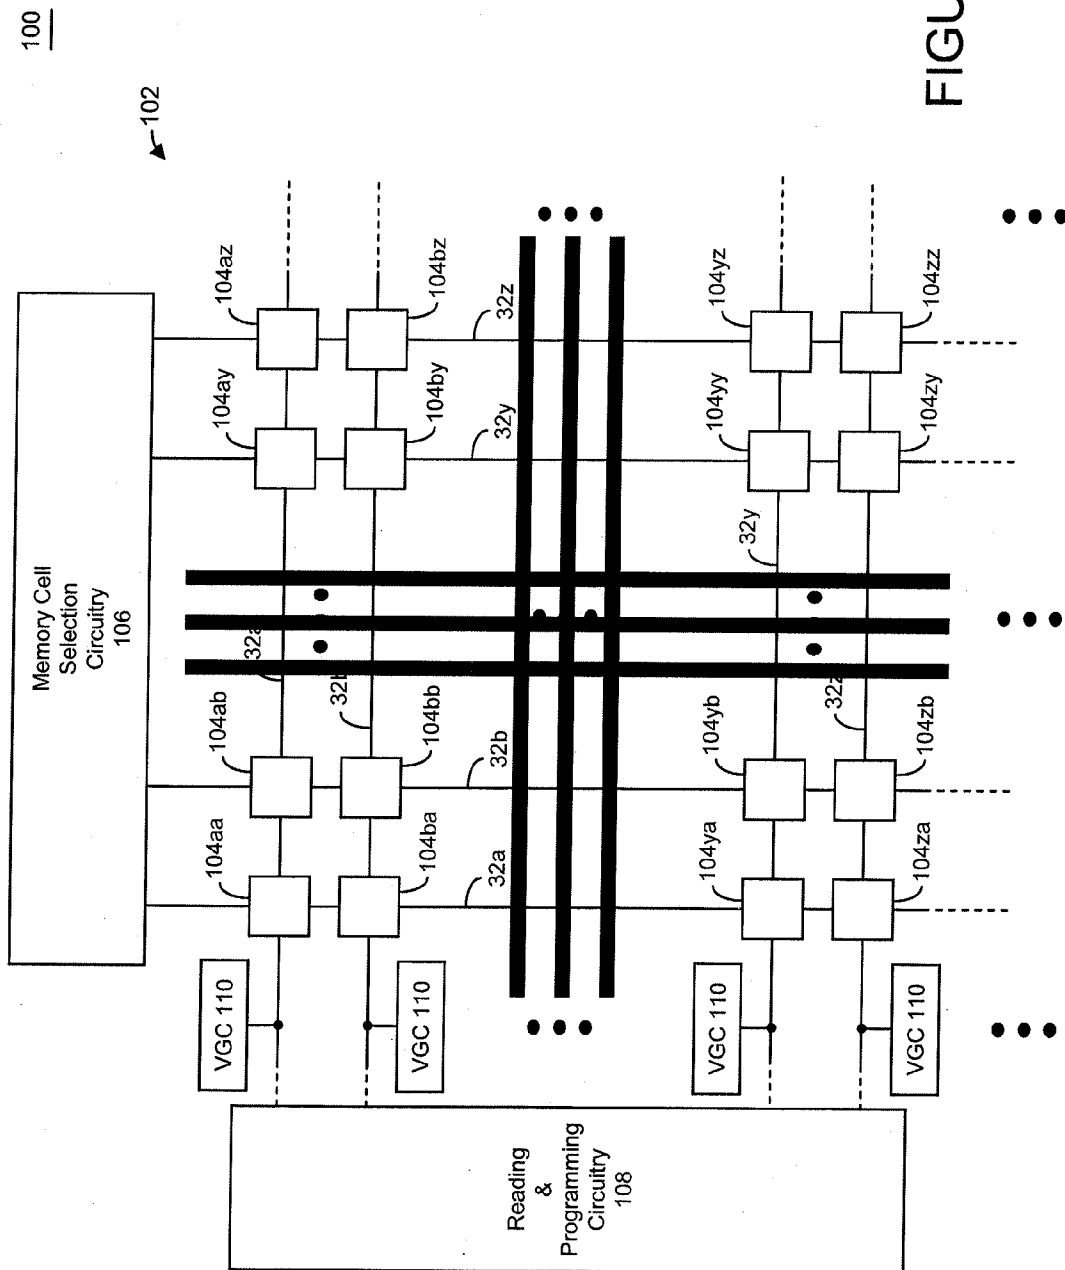 100
Memory Cell
Selection
Circuitry
106
102
VGC 110
104aa
104ab
104ay
104az
32a
32b
VGC 110
104ba
104bb
104by
104bz
32a
32b
32y
32z
Reading
&
Programming
Circuitry
108
VGC 110
104ya
104yb
104yy
104yz
32y
32z
VGC 110
104za
104zb
104zy
104zz
FIGU